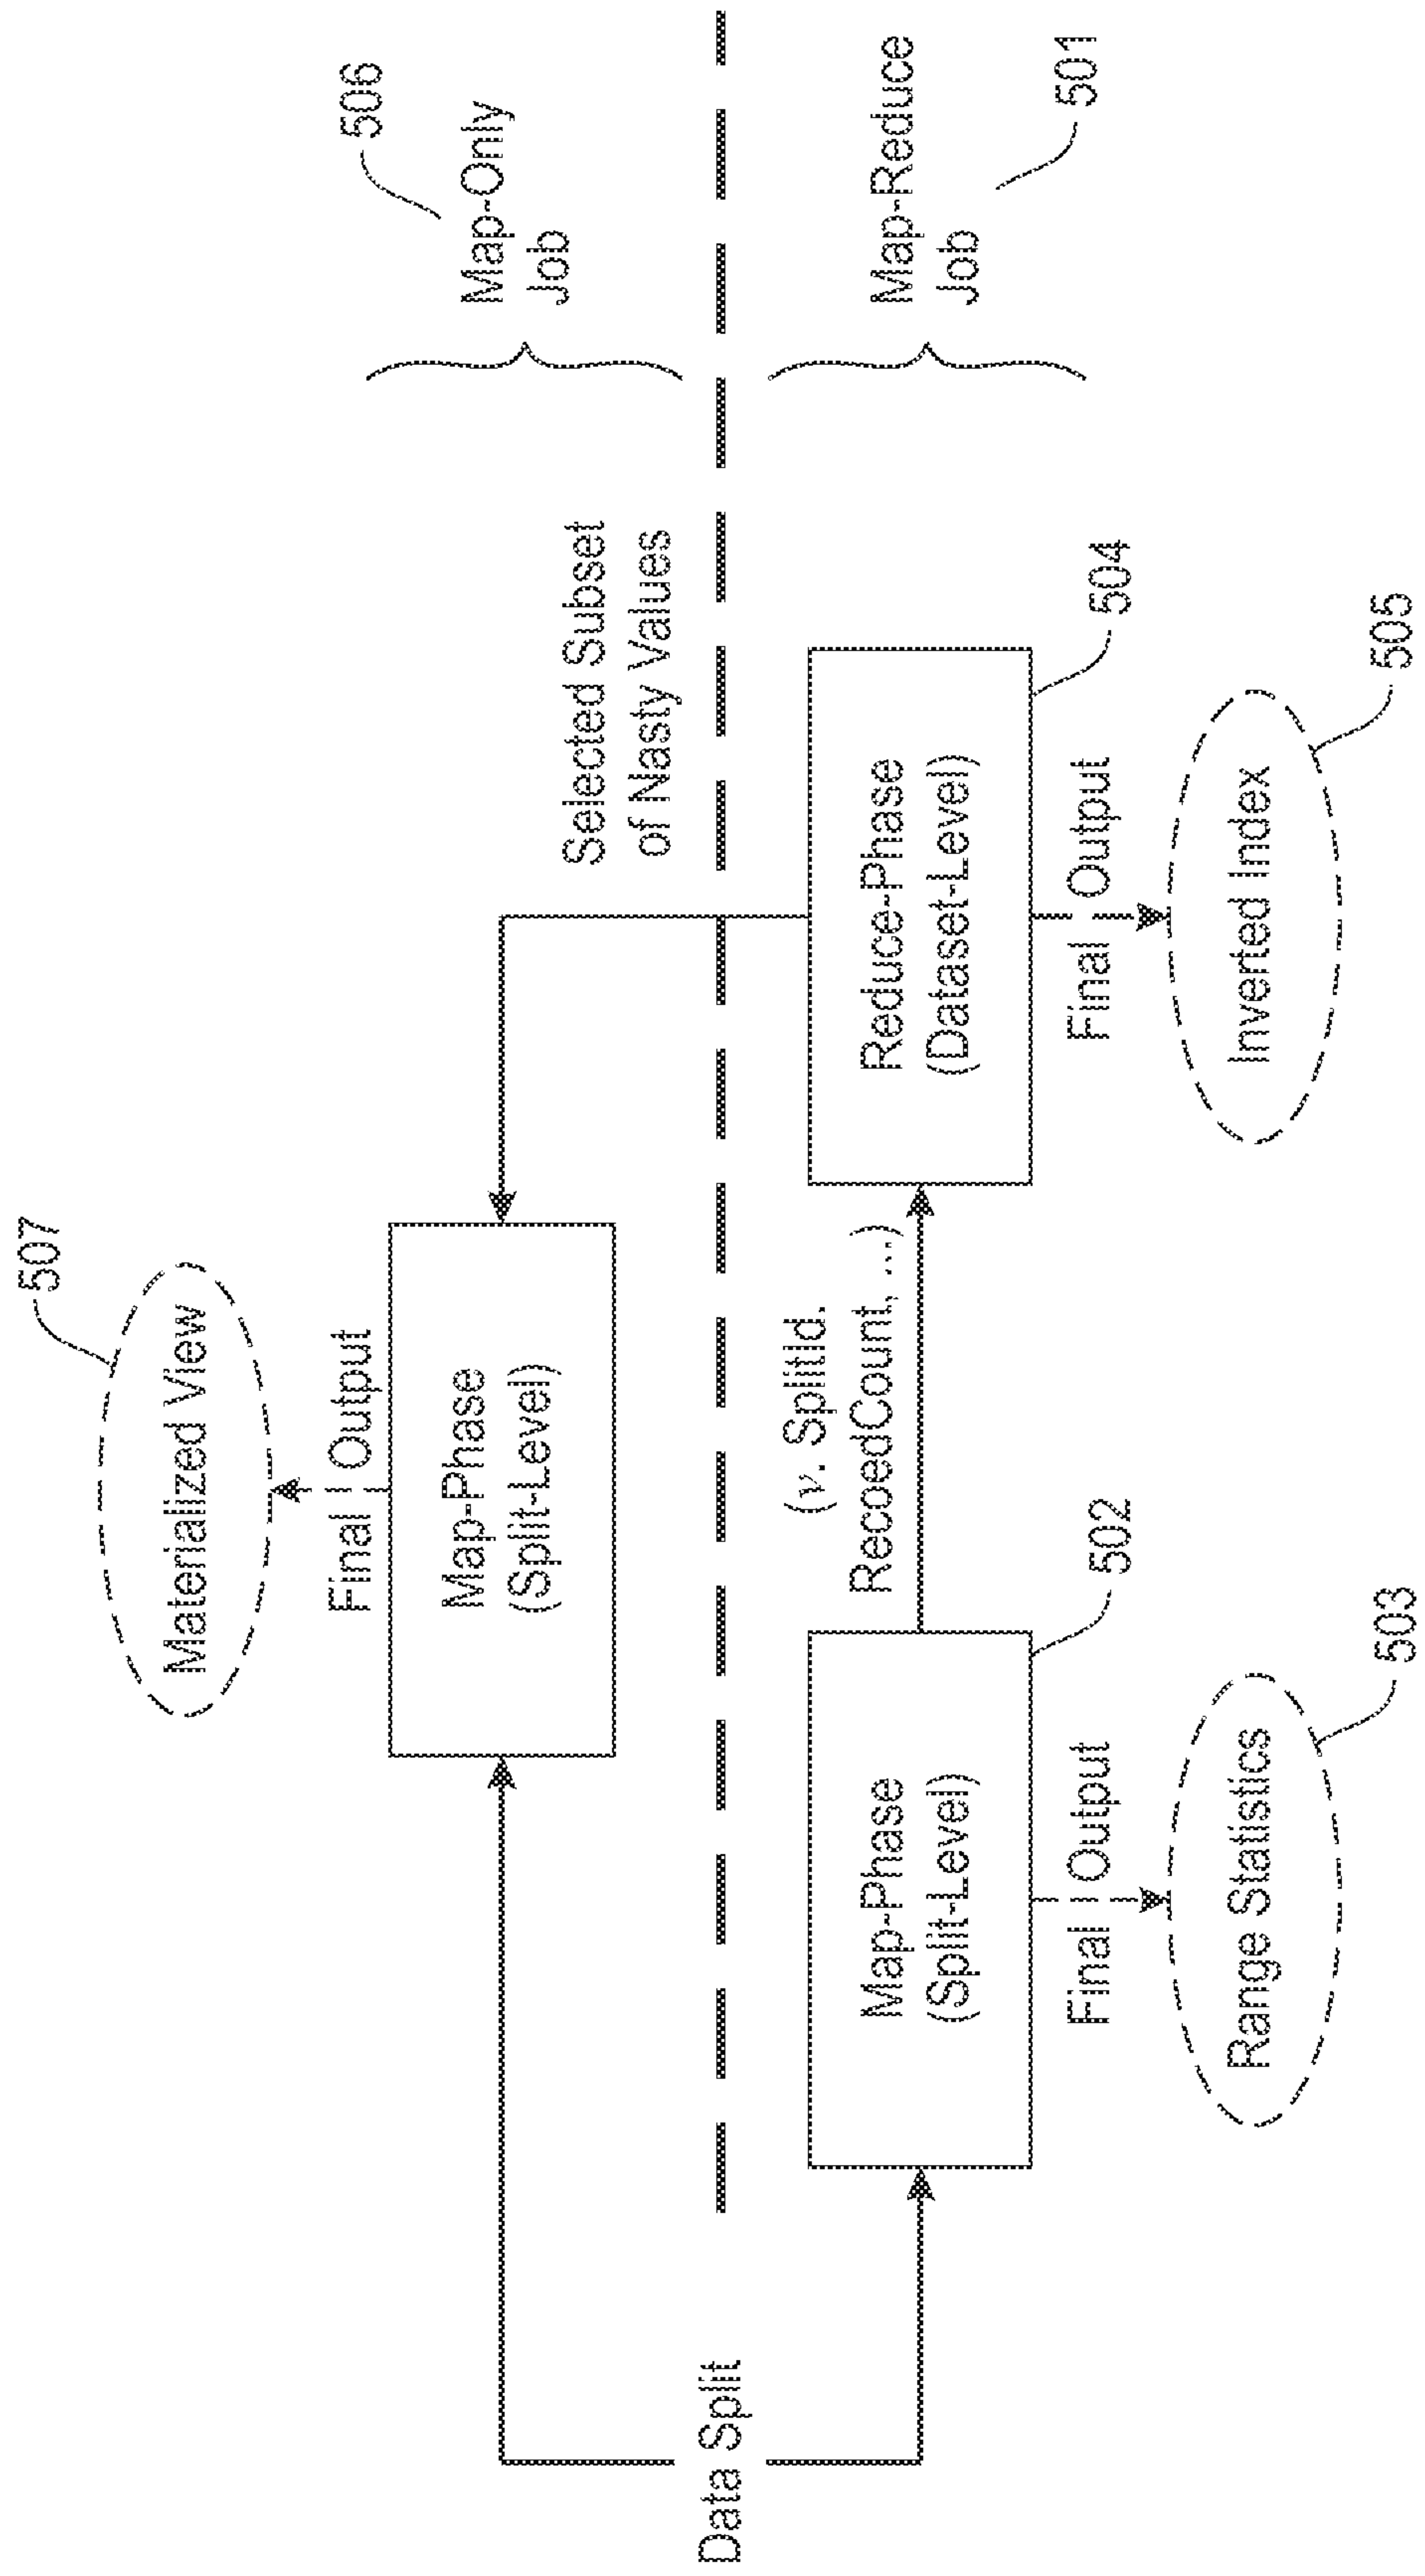 507
Materialized View
506
Final Output
Map-Only
Job
Map-Phase
(Split-Level)
Selected Subset
of Nasty Values
Data Split
(v. SplitId.
RecoedCount, ...)
Map-Reduce
Job
501
Map-Phase
(Split-Level)
Reduce-Phase
(Dataset-Level)
502
504
Final Output
Final Output
Range Statistics
Inverted Index
503
505